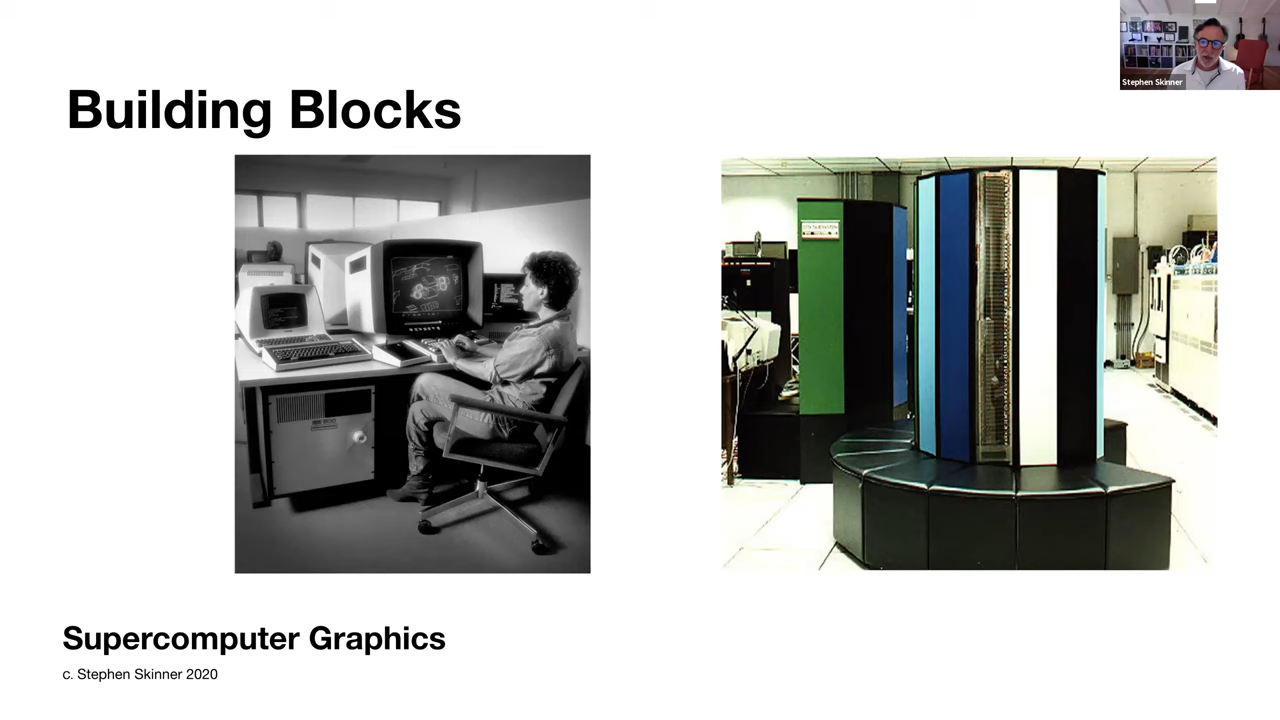 Stephen Skinner
Building Blocks
Supercomputer Graphics
c. Stephen Skinner 2020